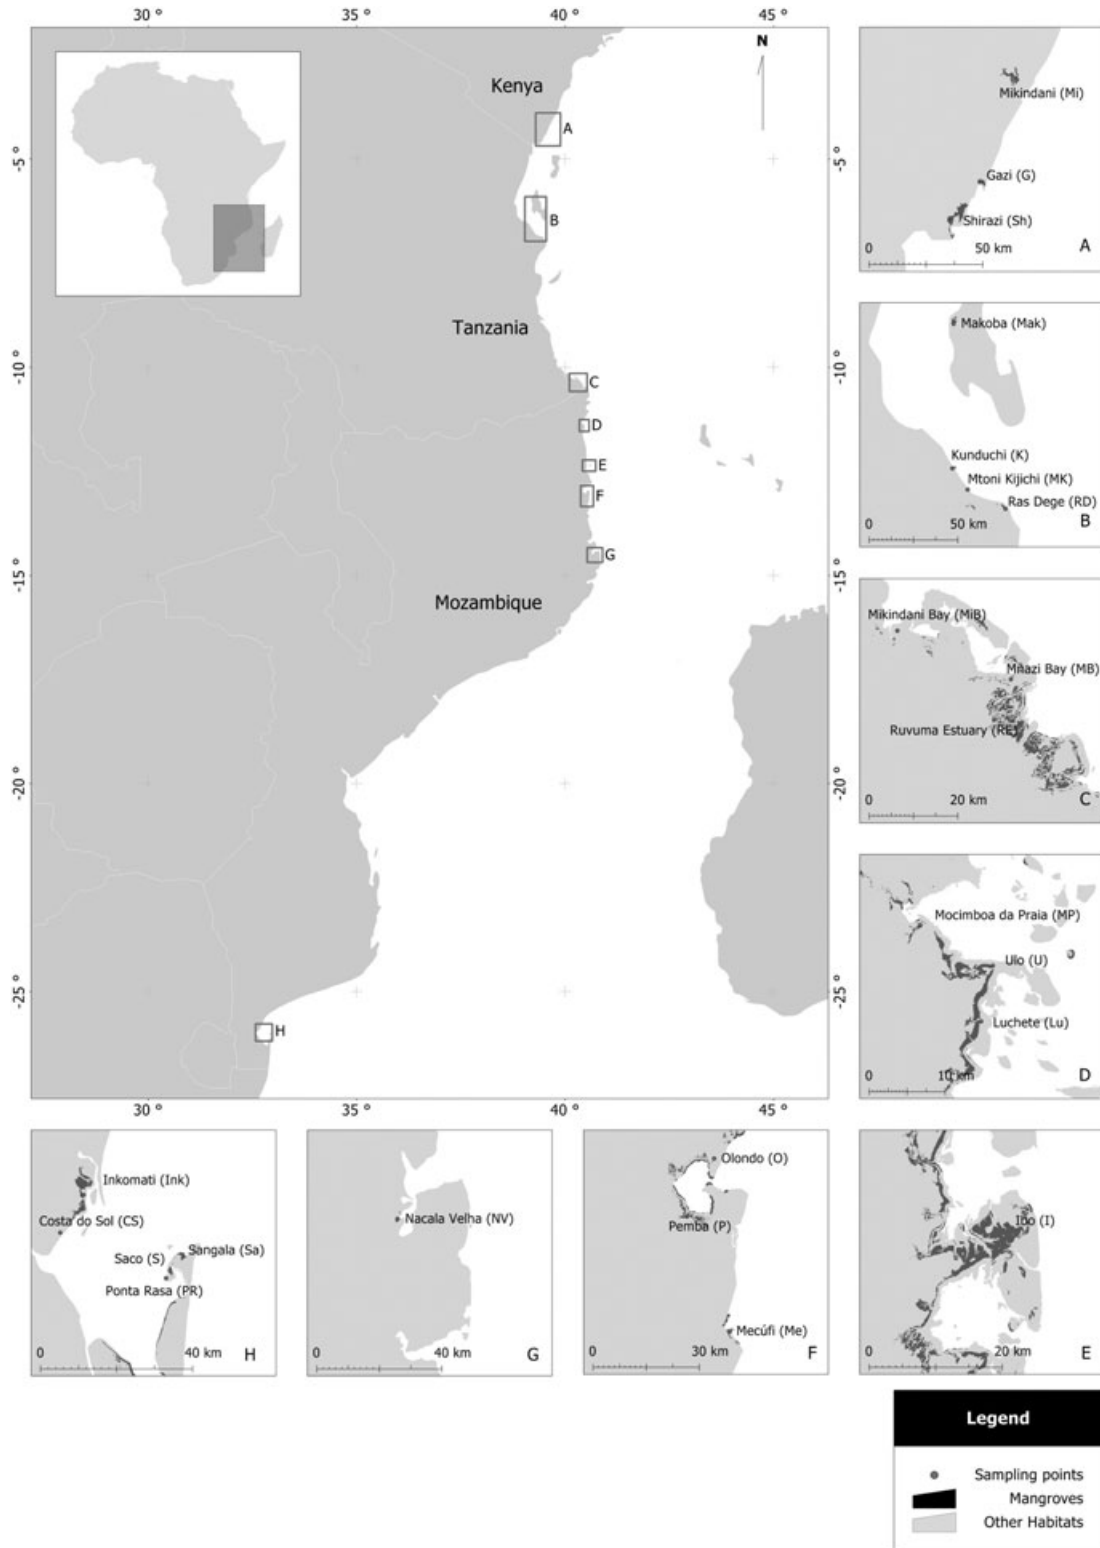 30 °
35 °
40 °
45 °
N
Kenya
A
-5 °
-5 °
B
Tanzania
-10 °
-10 °
C
D
E
F
G
-15 °
-15 °
Mozambique
-20 °
-20 °
-25 °
-25 °
H
30 °
35 °
40 °
45 °
Mikindani (Mi)
Gazi (G)
Shirazi (Sh)
0 50 km
A
Makoba (Mak)
Kunduchi (K)
Mtoni Kijichi (MK)
Ras Dege (RD)
0 50 km
B
Mikindani Bay (MiB)
Mnazi Bay (MB)
Ruvuma Estuary (RE)
0 20 km
C
Mocimboa da Praia (MP)
Ulo (U)
Luchete (Lu)
0 10 km
D
Inkomati (Ink)
Costa do Sol (CS)
Sangala (Sa)
Saco (S)
Ponta Rasa (PR)
0 40 km
H
Nacala Velha (NV)
0 40 km
G
Olondo (O)
Pemba (P)
Mecúfi (Me)
0 30 km
F
Ibo (I)
0 20 km
E
Legend
Sampling points
Mangroves
Other Habitats